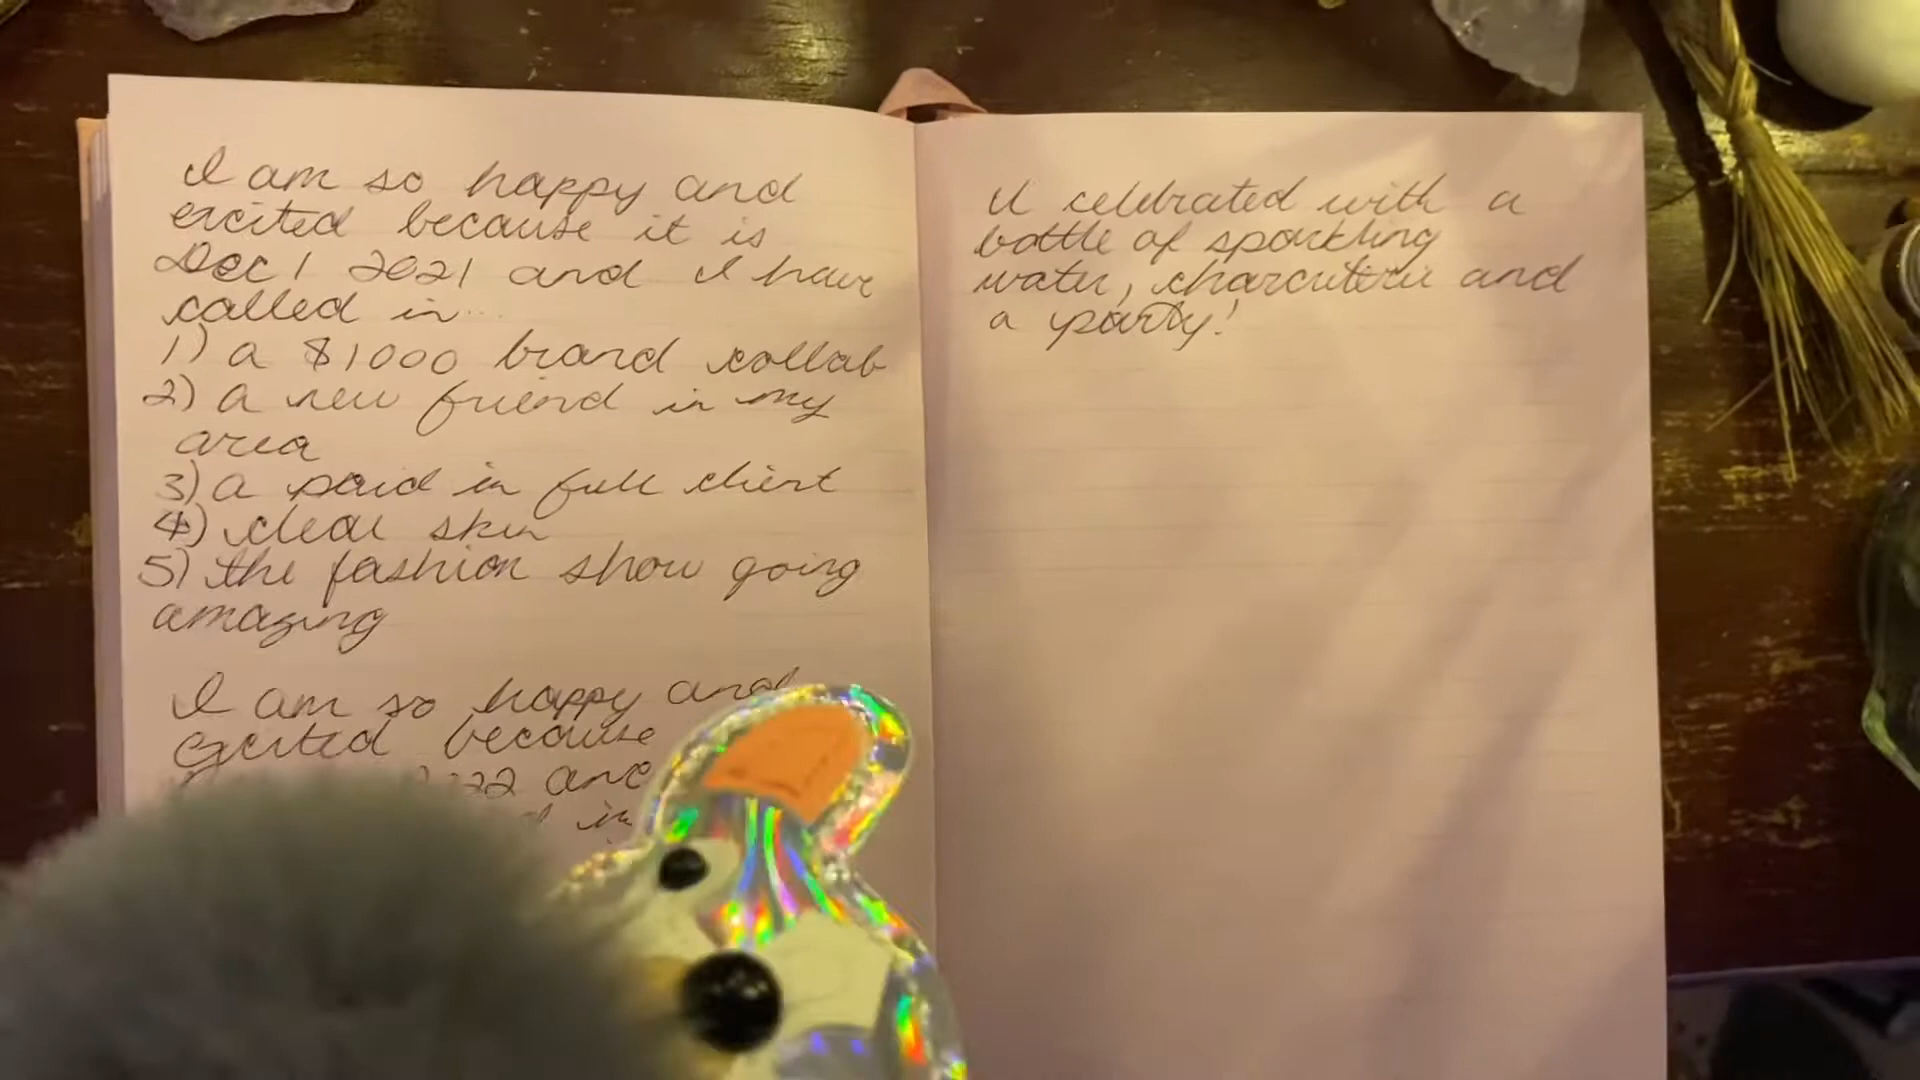 I am so happy and
excited because it is
Dec 1 2021 and I have
called in...
1) a $1000 brand collab
2) a new friend in my
area
3) a paid in full client
4) clear skin
5) the fashion show going
amazing
I am so happy and
excited because
2022 and
in
I celebrated with a
bottle of sparkling
water, charcuterie and
a party!